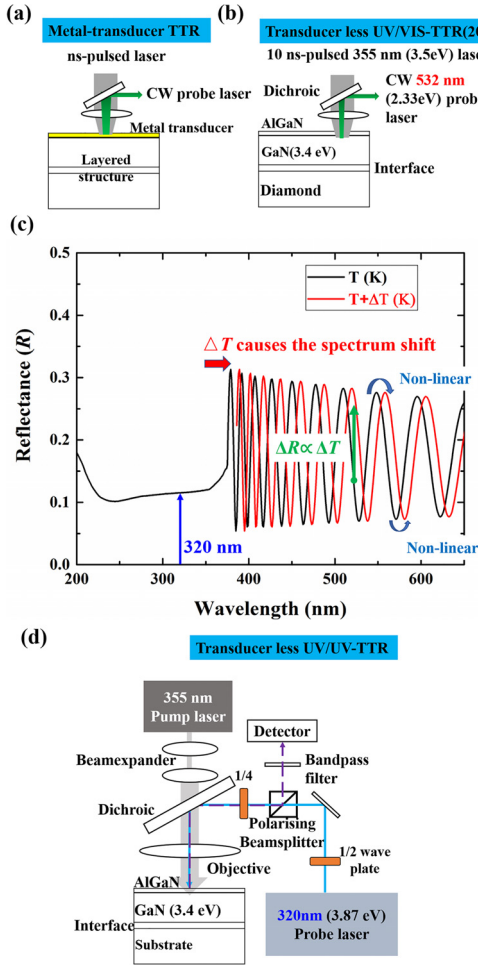 (a)
Metal-transducer TTR
ns-pulsed laser
CW probe laser
Metal transducer
Layered
structure
(b)
Transducer less UV/VIS-TTR(20
10 ns-pulsed 355 nm (3.5eV) lase
Dichroic
CW 532 nm
(2.33eV) prob
laser
AlGaN
GaN(3.4 eV)
Interface
Diamond
(c)
0.5
0.4
0.3
0.2
0.1
0.0
Reflectance (R)
T (K)
T+ΔT (K)
△T causes the spectrum shift
Non-linear
ΔR∝ ΔT
320 nm
Non-linear
200
300
400
500
600
Wavelength (nm)
(d)
Transducer less UV/UV-TTR
355 nm
Pump laser
Detector
Beamexpander
Bandpass
filter
1/4
Dichroic
Polarising
Beamsplitter
Objective
1/2 wave
plate
AlGaN
GaN (3.4 eV)
Interface
Substrate
320nm (3.87 eV)
Probe laser